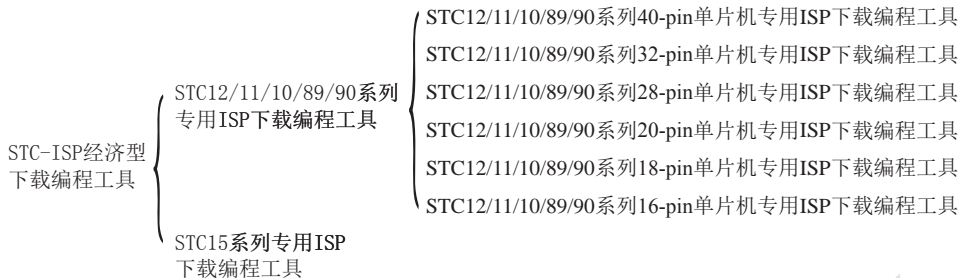 STC-ISP经济型
下载编程工具
STC12/11/10/89/90系列
专用ISP下载编程工具
STC12/11/10/89/90系列40-pin单片机专用ISP下载编程工具
STC12/11/10/89/90系列32-pin单片机专用ISP下载编程工具
STC12/11/10/89/90系列28-pin单片机专用ISP下载编程工具
STC12/11/10/89/90系列20-pin单片机专用ISP下载编程工具
STC12/11/10/89/90系列18-pin单片机专用ISP下载编程工具
STC12/11/10/89/90系列16-pin单片机专用ISP下载编程工具
STC15系列专用ISP
下载编程工具